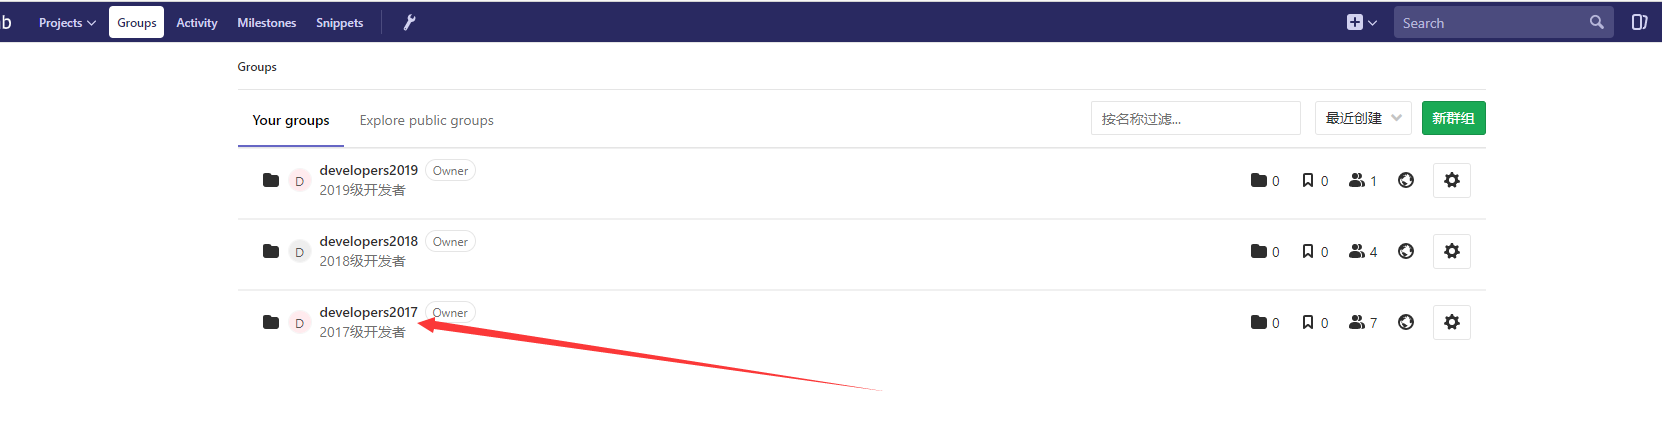 ab Projects Groups Activity Milestones Snippets Search
Groups
Your groups Explore public groups 按名称过滤... 最近创建 新群组
D developers2019 Owner 0 0 1
2019级开发者
D developers2018 Owner 0 0 4
2018级开发者
D developers2017 Owner 0 0 7
2017级开发者